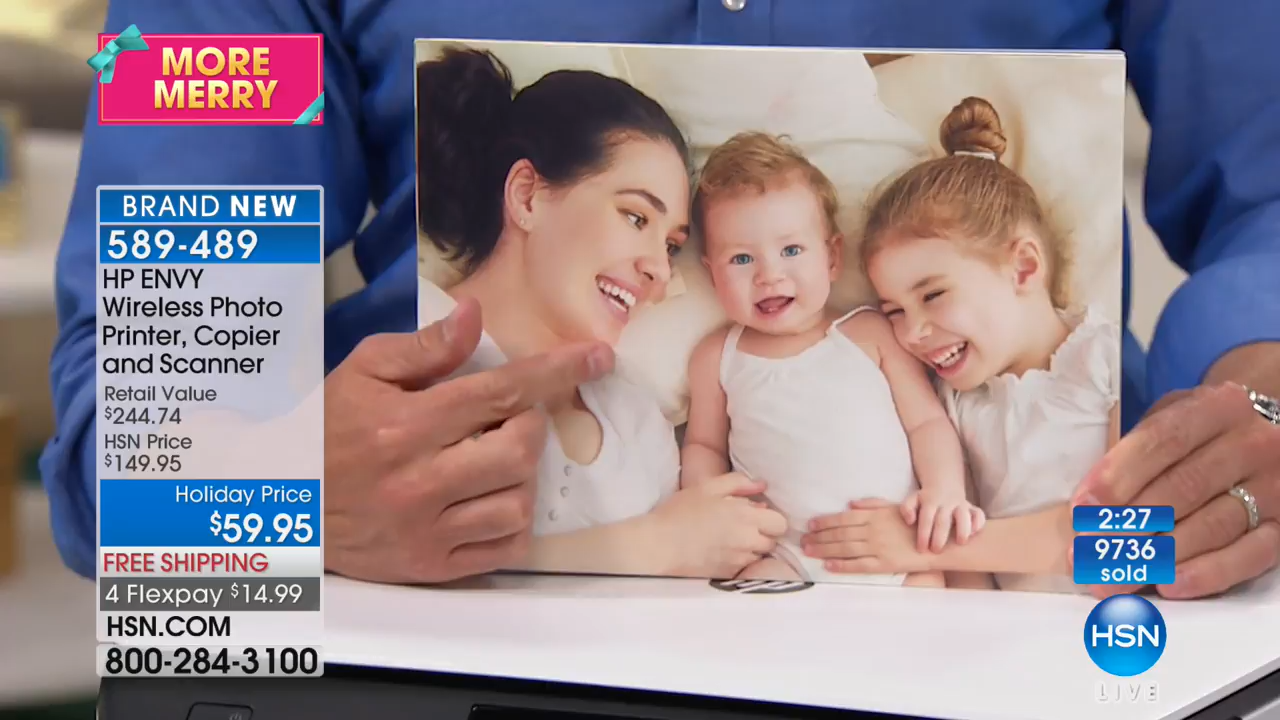 MORE
MERRY
BRAND NEW
589-489
HP ENVY
Wireless Photo
Printer, Copier
and Scanner
Retail Value
$244.74
HSN Price
$149.95
Holiday Price
$59.95
FREE SHIPPING
4 Flexpay $14.99
HSN.COM
800-284-3100
hp
2:27
9736
sold
HSN
LIVE